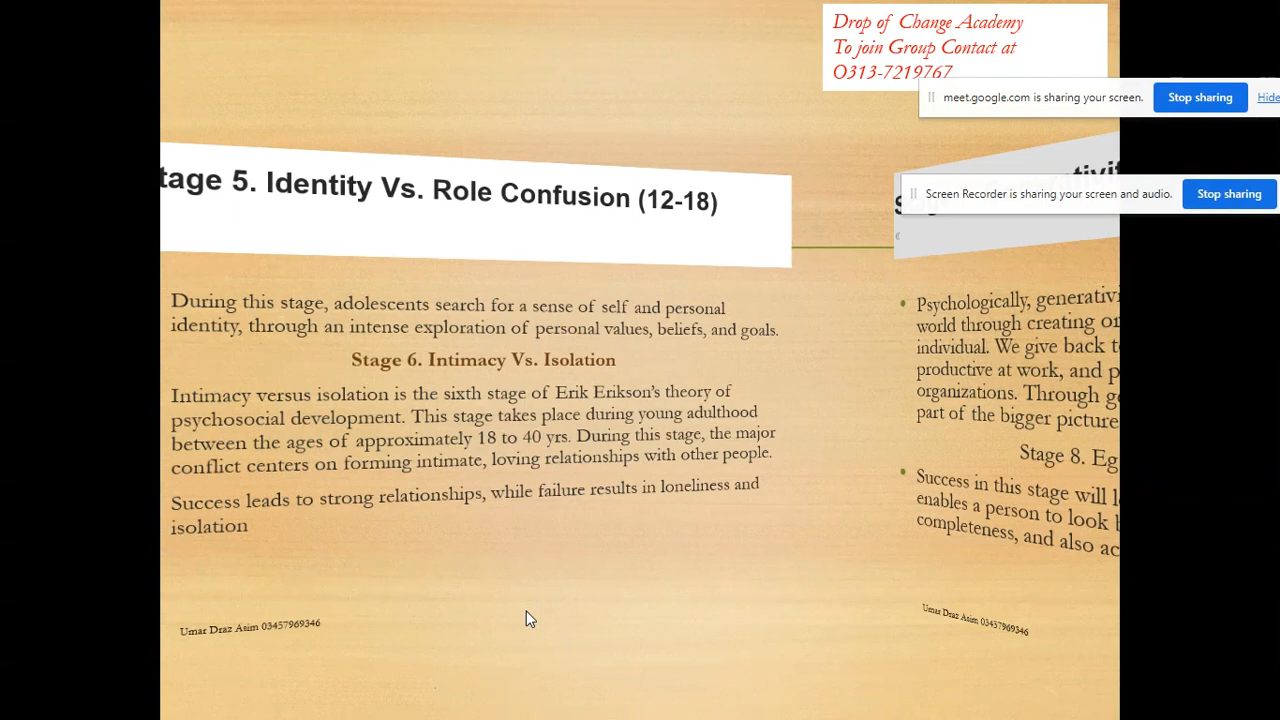 Drop of Change Academy
To join Group Contact at
O313-7219767
meet.google.com is sharing your screen.
Stop sharing
Hide
Screen Recorder is sharing your screen and audio.
Stop sharing
tage 5. Identity Vs. Role Confusion (12-18)
During this stage, adolescents search for a sense of self and personal
identity, through an intense exploration of personal values, beliefs, and goals.
Stage 6. Intimacy Vs. Isolation
Intimacy versus isolation is the sixth stage of Erik Erikson's theory of
psychosocial development. This stage takes place during young adulthood
between the ages of approximately 18 to 40 yrs. During this stage, the major
conflict centers on forming intimate, loving relationships with other people.
Success leads to strong relationships, while failure results in loneliness and
isolation
Umar Draz Asim 03457969346
• Psychologically, generativi
world through creating or
individual. We give back t
productive at work, and p
organizations. Through g
part of the bigger picture
Stage 8. Eg
• Success in this stage will l
enables a person to look b
completeness, and also ac
Umar Draz Asim 03457969346